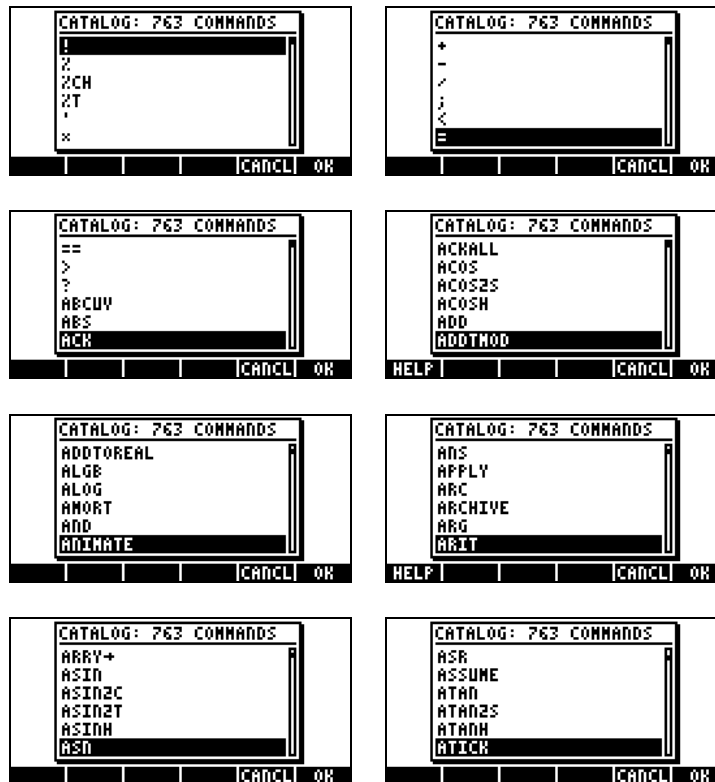 CATALOG: 763 COMMANDS
!
%
%CH
%T
'
*
CANCL OK
CATALOG: 763 COMMANDS
+
-
/
;
<
=
CANCL OK
CATALOG: 763 COMMANDS
==
>
?
ABCUV
ABS
ACK
CANCL OK
CATALOG: 763 COMMANDS
ACKALL
ACOS
ACOS2S
ACOSH
ADD
ADDTMOD
HELP CANCL OK
CATALOG: 763 COMMANDS
ADDTOREAL
ALGB
ALOG
AMORT
AND
ANIMATE
CANCL OK
CATALOG: 763 COMMANDS
ANS
APPLY
ARC
ARCHIVE
ARG
ARIT
HELP CANCL OK
CATALOG: 763 COMMANDS
ARRY→
ASIN
ASIN2C
ASIN2T
ASINH
ASN
CANCL OK
CATALOG: 763 COMMANDS
ASR
ASSUME
ATAN
ATAN2S
ATANH
ATICK
CANCL OK